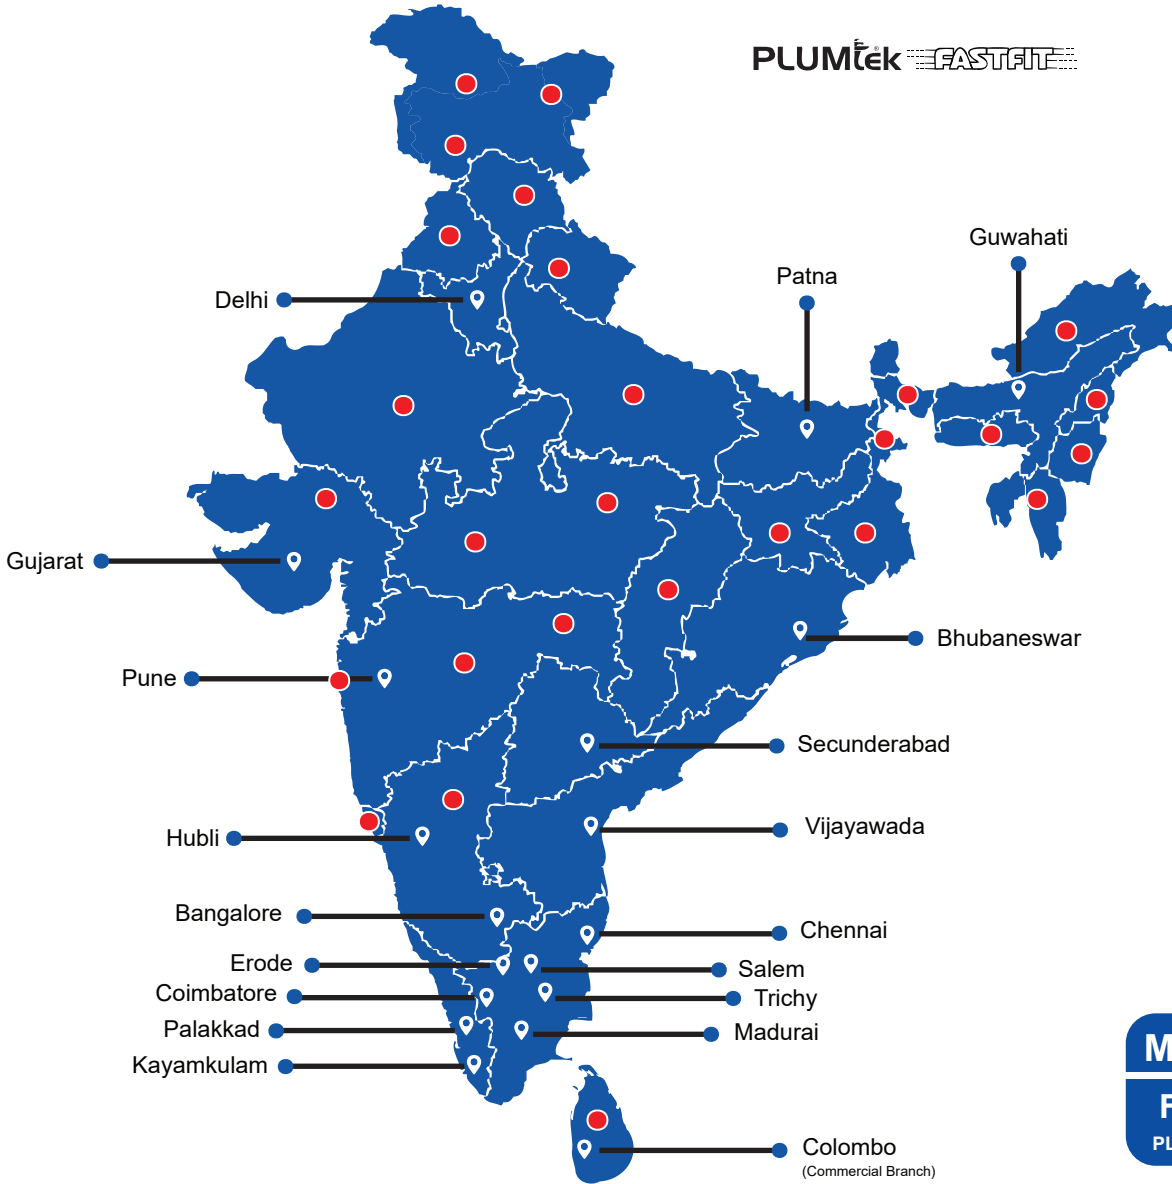 PLUMtek® FASTFIT
Guwahati
Patna
Delhi
Gujarat
Bhubaneswar
Pune
Secunderabad
Vijayawada
Hubli
Bangalore
Chennai
Erode
Salem
Coimbatore
Trichy
Palakkad
Madurai
Kayamkulam
M
F
PL
Colombo
(Commercial Branch)